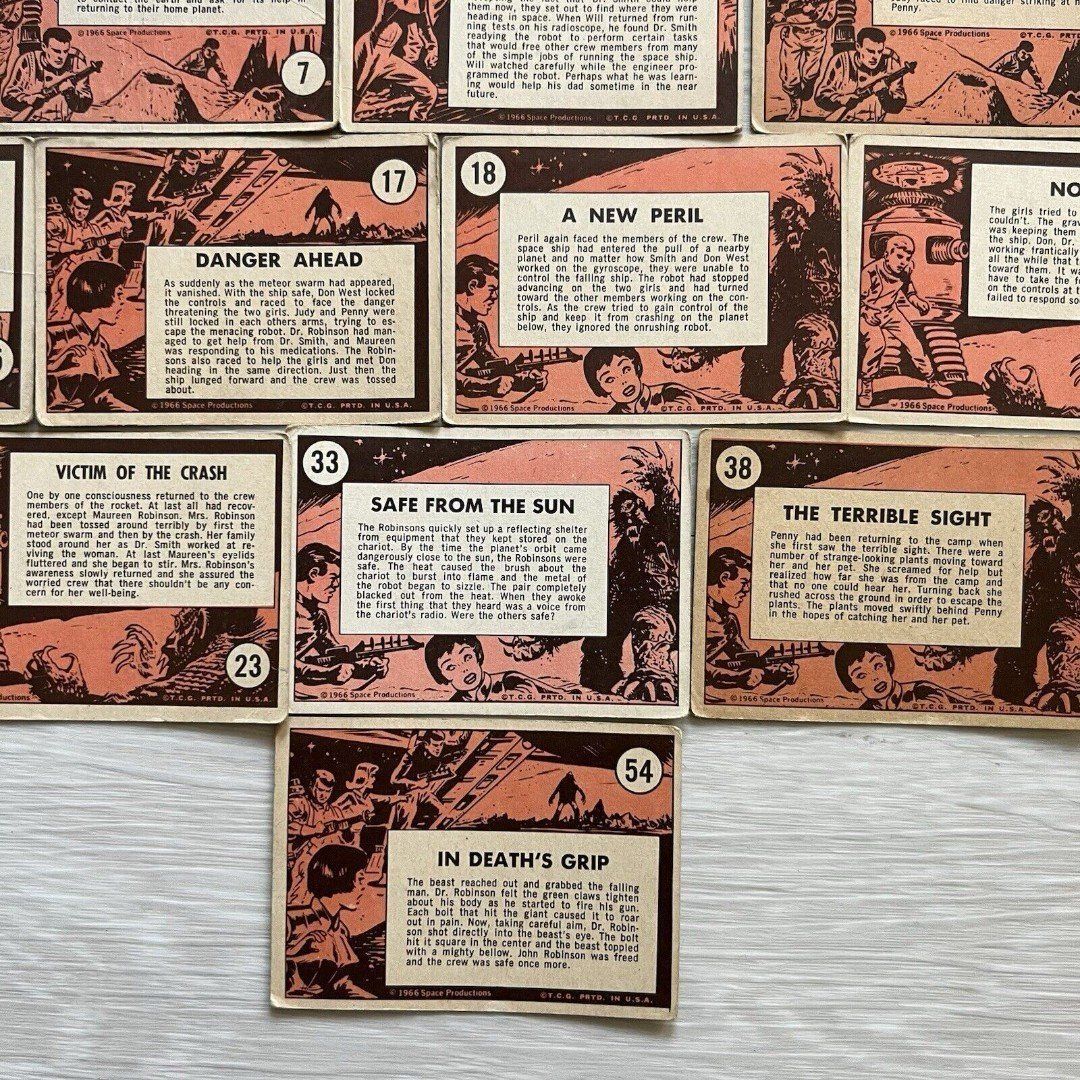 returning to their home planet.
©1966 Space Productions ©T.C.G. PRTD. IN U.S.A.
7
them now, they set out to find where they were
heading in space. When Will returned from run-
ning tests on his radioscope, he found Dr. Smith
readying the robot to perform certain tasks
that would free other crew members from many
of the simple jobs of running the space ship.
Will watched carefully while the engineer pro-
grammed the robot. Perhaps what he was learn-
ing would help his dad sometime in the near
future.
©1966 Space Productions ©T.C.G. PRTD. IN U.S.A.
Penny.
©1966 Space Productions ©T.C.G. PRTD. IN U.S.A.
17
DANGER AHEAD
As suddenly as the meteor swarm had appeared,
it vanished. With the ship safe, Don West locked
the controls and raced to face the danger
threatening the two girls. Judy and Penny were
still locked in each others arms, trying to es-
cape the menacing robot. Dr. Robinson had man-
aged to get help from Dr. Smith, and Maureen
was responding to his medications. The Robin-
sons also raced to help the girls and met Don
heading in the same direction. Just then the
ship lunged forward and the crew was tossed
about.
©1966 Space Productions ©T.C.G. PRTD. IN U.S.A.
18
A NEW PERIL
Peril again faced the members of the crew. The
space ship had entered the pull of a nearby
planet and no matter how Smith and Don West
worked on the gyroscope, they were unable to
control the falling ship. The robot had stopped
advancing on the two girls and had turned
toward the other members working on the con-
trols. As the crew tried to gain control of the
ship and keep it from crashing on the planet
below, they ignored the onrushing robot.
©1966 Space Productions ©T.C.G. PRTD. IN U.S.A.
NO
The girls tried to
couldn't. The grav
was keeping them
the ship. Don, Dr.
working frantically
all the while that t
toward them. It wa
have to take the f
on the controls at t
failed to respond so
©1966 Space Productions
VICTIM OF THE CRASH
One by one consciousness returned to the crew
members of the rocket. At last all had recov-
ered, except Maureen Robinson. Mrs. Robinson
had been tossed around terribly by first the
meteor swarm and then by the crash. Her family
stood around her as Dr. Smith worked at re-
viving the woman. At last Maureen's eyelids
fluttered and she began to stir. Mrs. Robinson's
awareness slowly returned and she assured the
worried crew that there shouldn't be any con-
cern for her well-being.
23
ductions ©T.C.G. PRTD. IN U.S.A.
33
SAFE FROM THE SUN
The Robinsons quickly set up a reflecting shelter
from equipment that they kept stored on the
chariot. By the time the planet's orbit came
dangerously close to the sun, the Robinsons were
safe. The heat caused the brush about the
chariot to burst into flame and the metal of
the robot began to sizzle. The pair completely
blacked out from the heat. When they awoke
the first thing that they heard was a voice from
the chariot's radio. Were the others safe?
©1966 Space Productions ©T.C.G. PRTD. IN U.S.A.
38
THE TERRIBLE SIGHT
Penny had been returning to the camp when
she first saw the terrible sight. There were a
number of strange-looking plants moving toward
her and her pet. She screamed for help but
realized how far she was from the camp and
that no one could hear her. Turning back she
rushed across the ground in order to escape the
plants. The plants moved swiftly behind Penny
in the hopes of catching her and her pet.
©1966 Space Productions ©T.C.G. PRTD. IN U.S.A.
54
IN DEATH'S GRIP
The beast reached out and grabbed the falling
man. Dr. Robinson felt the green claws tighten
about his body as he started to fire his gun.
Each bolt that hit the giant caused it to roar
out in pain. Now, taking careful aim, Dr. Robin-
son shot directly into the beast's eye. The bolt
hit it square in the center and the beast toppled
with a mighty bellow. John Robinson was freed
and the crew was safe once more.
©1966 Space Productions ©T.C.G. PRTD. IN U.S.A.